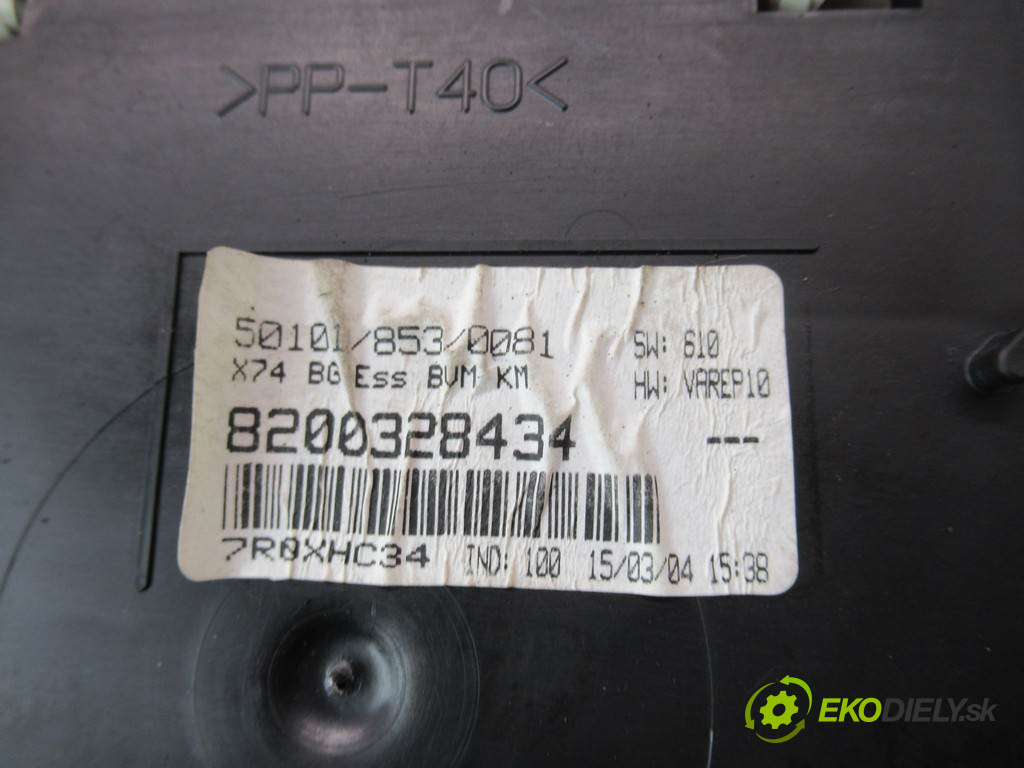 >PP-T40<
50101/853/0081
SW: 610
X74 BG Ess BVM KM
HW: VAREP10
8200328434
---
7R0XHC34 IND: 100 15/03/04 15:38
EKODIELY.sk